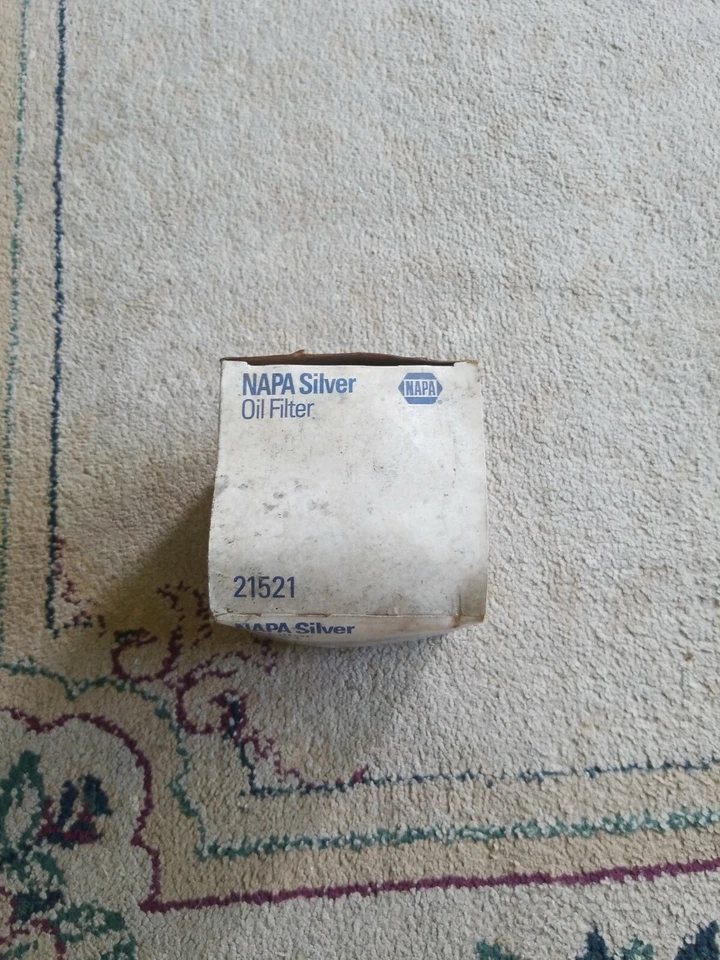 NAPA Silver
NAPA
Oil Filter
21521
NAPA Silver